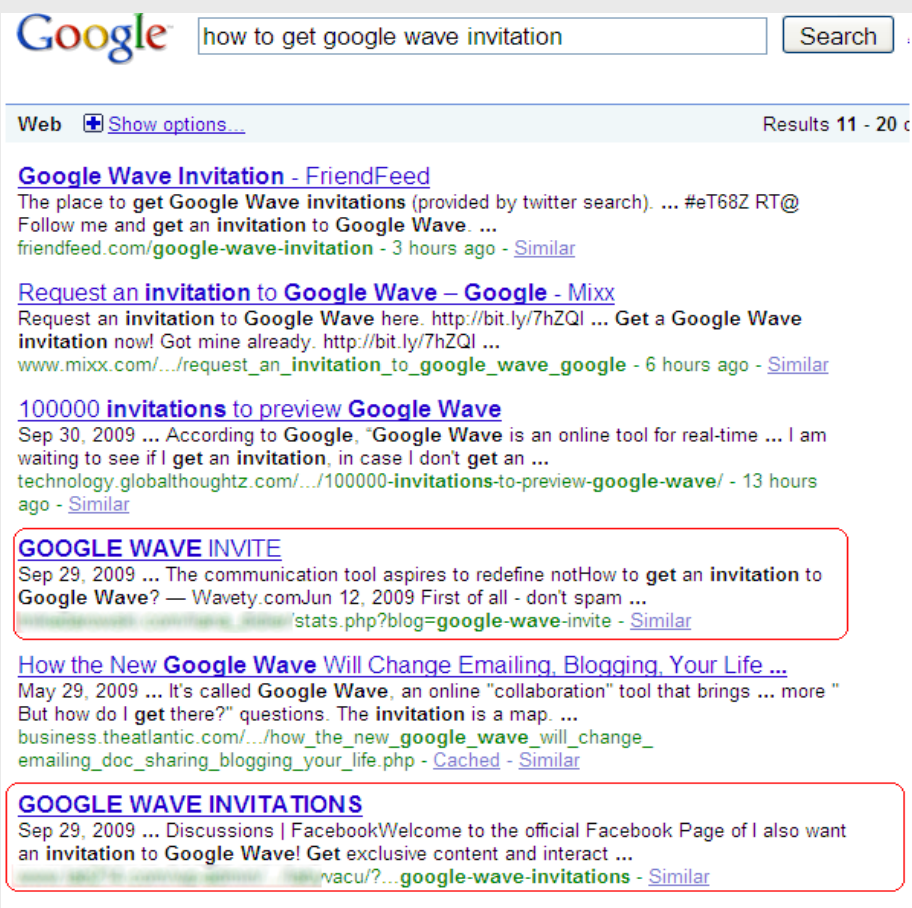 Google
how to get google wave invitation
Search
Web Show options...
Results 11 - 20
Google Wave Invitation - FriendFeed
The place to get Google Wave invitations (provided by twitter search). ... #eT68Z RT@
Follow me and get an invitation to Google Wave. ...
friendfeed.com/google-wave-invitation - 3 hours ago - Similar
Request an invitation to Google Wave – Google - Mixx
Request an invitation to Google Wave here. http://bit.ly/7hZQI ... Get a Google Wave
invitation now! Got mine already. http://bit.ly/7hZQI ...
www.mixx.com/.../request_an_invitation_to_google_wave_google - 6 hours ago - Similar
100000 invitations to preview Google Wave
Sep 30, 2009 ... According to Google, “Google Wave is an online tool for real-time ... I am
waiting to see if I get an invitation, in case I don't get an ...
technology.globalthoughtz.com/.../100000-invitations-to-preview-google-wave/ - 13 hours
ago - Similar
GOOGLE WAVE INVITE
Sep 29, 2009 ... The communication tool aspires to redefine notHow to get an invitation to
Google Wave? — Wavety.comJun 12, 2009 First of all - don't spam ...
/stats.php?blog=google-wave-invite - Similar
How the New Google Wave Will Change Emailing, Blogging, Your Life ...
May 29, 2009 ... It's called Google Wave, an online "collaboration" tool that brings ... more "
But how do I get there?" questions. The invitation is a map. ...
business.theatlantic.com/.../how_the_new_google_wave_will_change_
emailing_doc_sharing_blogging_your_life.php - Cached - Similar
GOOGLE WAVE INVITATIONS
Sep 29, 2009 ... Discussions | FacebookWelcome to the official Facebook Page of I also want
an invitation to Google Wave! Get exclusive content and interact ...
vacu/?...google-wave-invitations - Similar